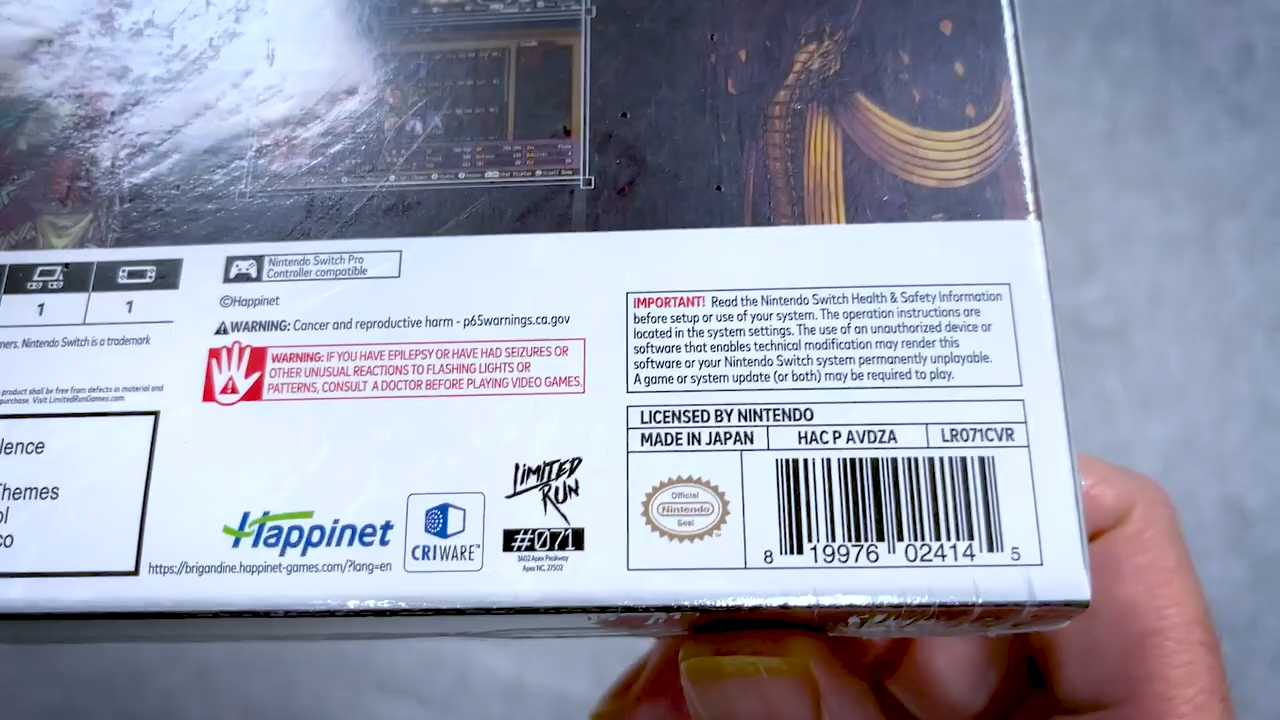 1
1
Nintendo Switch Pro
Controller compatible
©Happinet
WARNING: Cancer and reproductive harm - p65warnings.ca.gov
WARNING: IF YOU HAVE EPILEPSY OR HAVE HAD SEIZURES OR
OTHER UNUSUAL REACTIONS TO FLASHING LIGHTS OR
PATTERNS, CONSULT A DOCTOR BEFORE PLAYING VIDEO GAMES.
Nintendo Switch is a trademark
product shall be free from defects in material and
purchase. Visit LimitedRunGames.com.
lence
Themes
ol
co
Happinet
https://brigandine.happinet-games.com/?lang=en
CRIWARE™
LIMITED
RUN
#071
3402 Apex Peakway
Apex NC, 27502
IMPORTANT! Read the Nintendo Switch Health & Safety Information
before setup or use of your system. The operation instructions are
located in the system settings. The use of an unauthorized device or
software that enables technical modification may render this
software or your Nintendo Switch system permanently unplayable.
A game or system update (or both) may be required to play.
LICENSED BY NINTENDO
MADE IN JAPAN HAC P AVDZA LR071CVR
Official
Nintendo
Seal
8 19976 02414 5